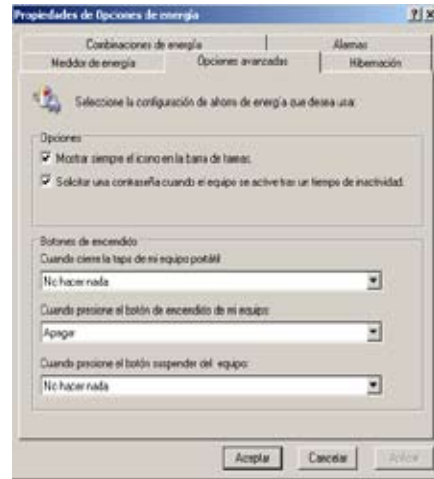 Propiedades de Opciones de energía
Combinaciones de energía
Alarmas
Medidor de energía
Opciones avanzadas
Hibernación
Seleccione la configuración de ahorro de energía que desea usar.
Opciones
Mostrar siempre el icono en la barra de tareas.
Solicitar una contraseña cuando el equipo se active tras un tiempo de inactividad.
Botones de encendido
Cuando cierre la tapa de mi equipo portátil
No hacer nada
Cuando presione el botón de encendido de mi equipo:
Apagar
Cuando presione el botón suspender del equipo:
No hacer nada
Aceptar
Cancelar
Aplicar